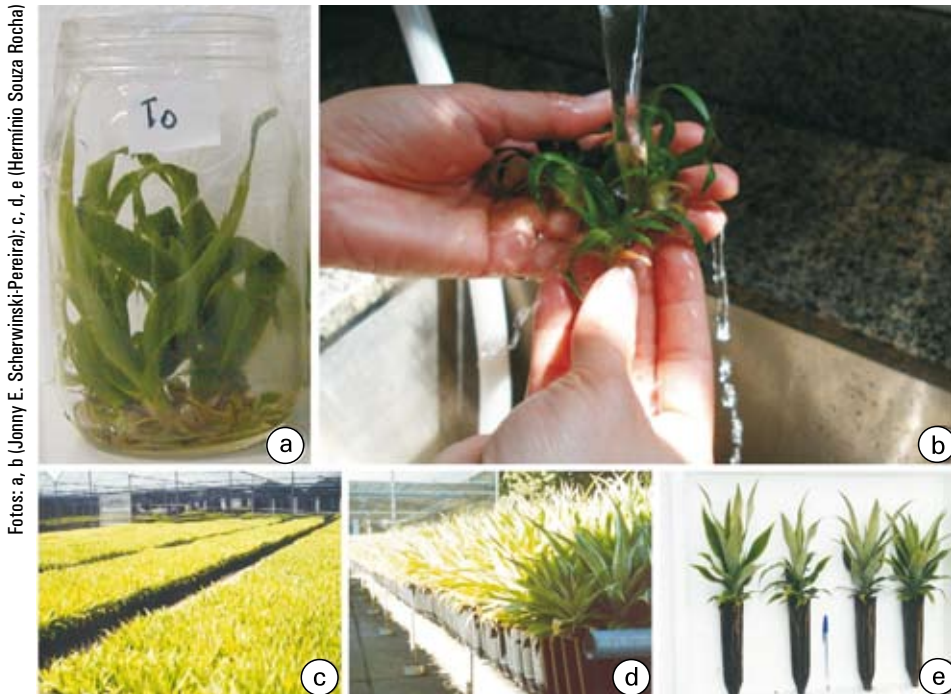 Fotos: a, b (Jonny E. Scherwinski-Pereira); c, d, e (Hermínio Souza Rocha)
To
a
b
c
d
e